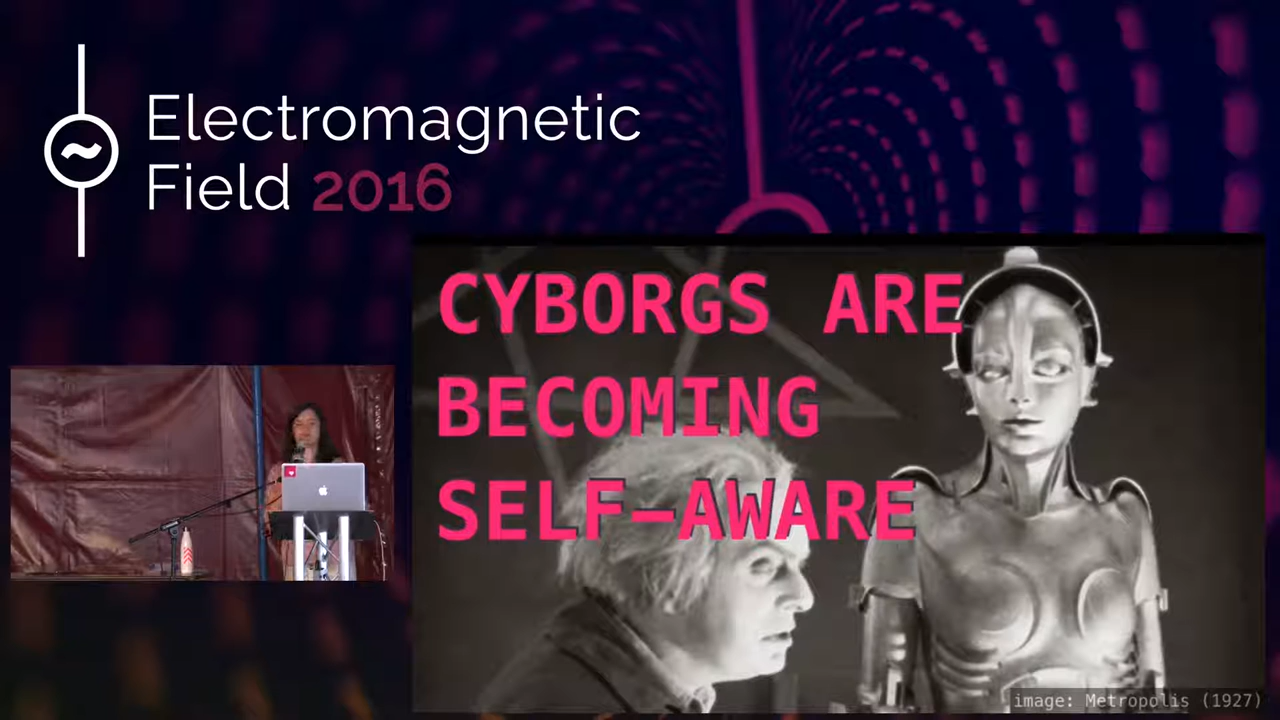 Electromagnetic
Field 2016
CYBORGS ARE
BECOMING
SELF-AWARE
image: Metropolis (1927)